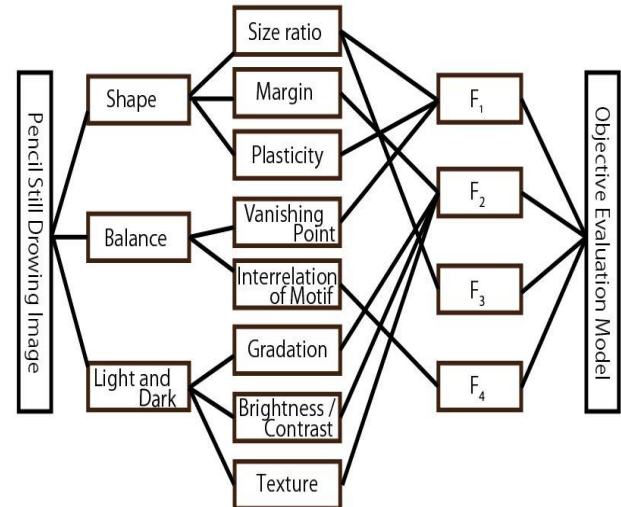 Pencil Still Drowing Image
Shape
Balance
Light and
Dark
Size ratio
Margin
Plasticity
Vanishing
Point
Interrelation
of Motif
Gradation
Brightness /
Contrast
Texture
F₁
F₂
F₃
F₄
Objective Evaluation Model